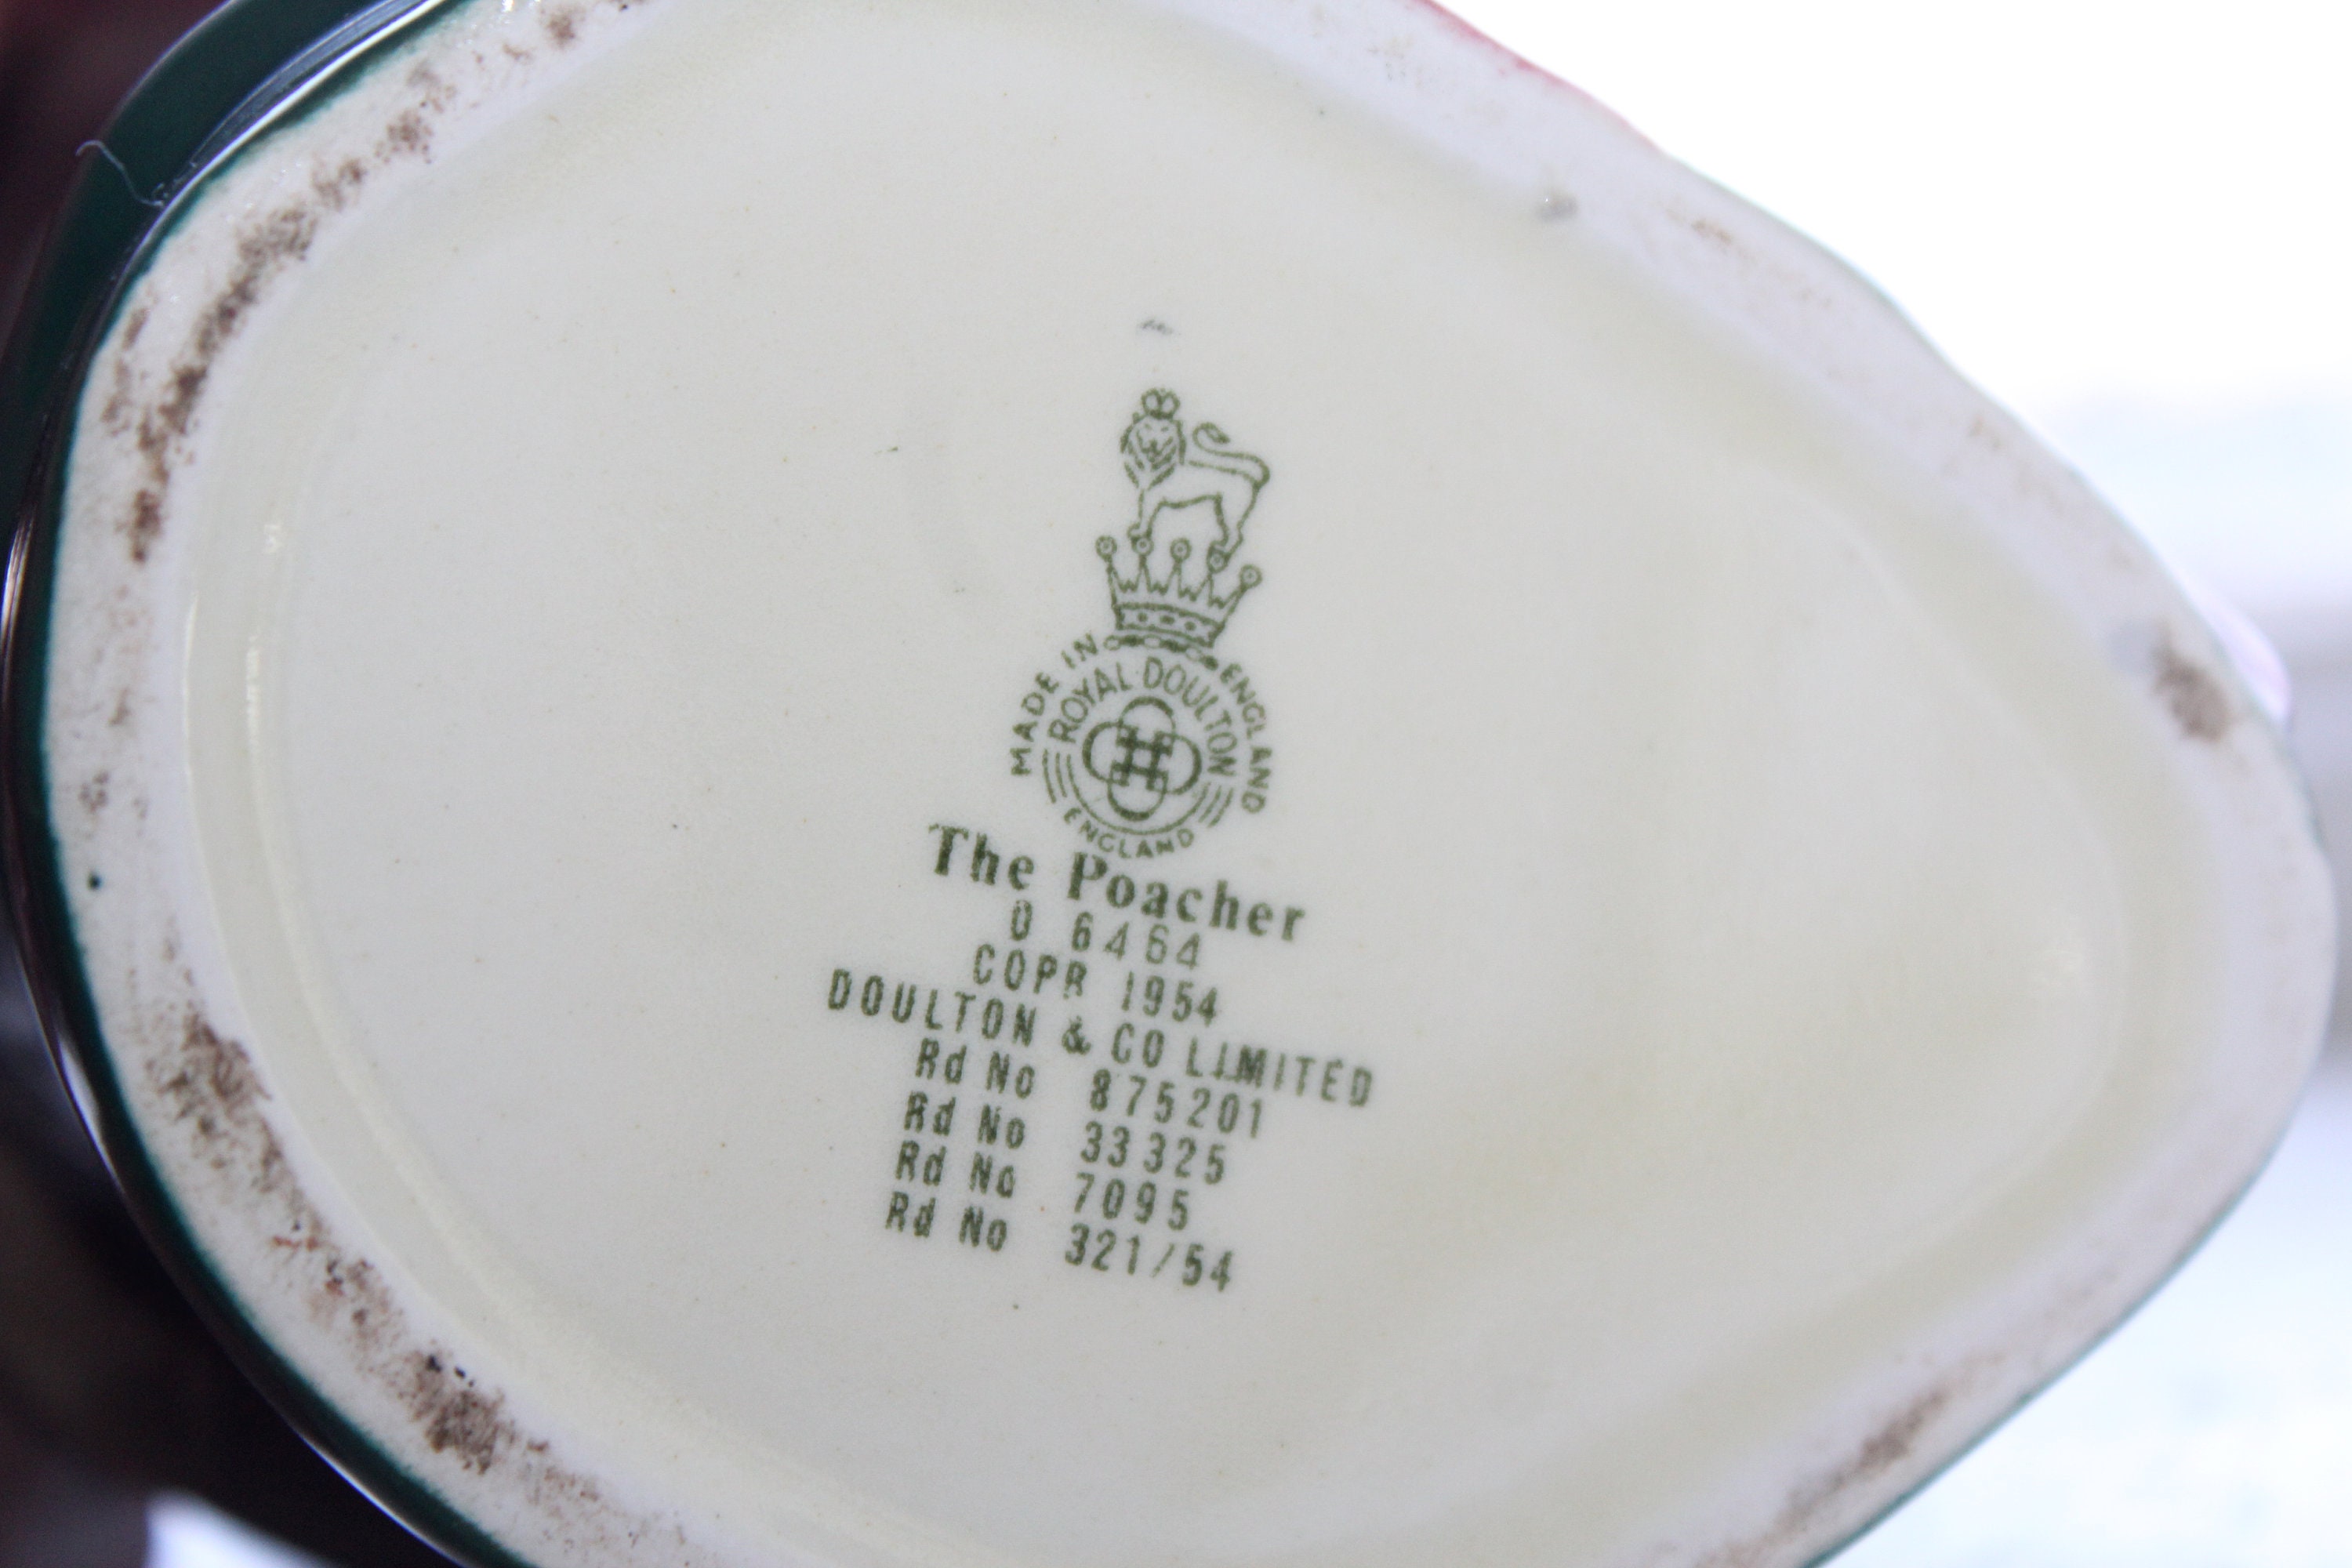 MADE IN ENGLAND
ROYAL DOULTON
ENGLAND
The Poacher
D 6464
COPR 1954
DOULTON & CO LIMITED
Rd No 875201
Rd No 33325
Rd No 7095
Rd No 321/54